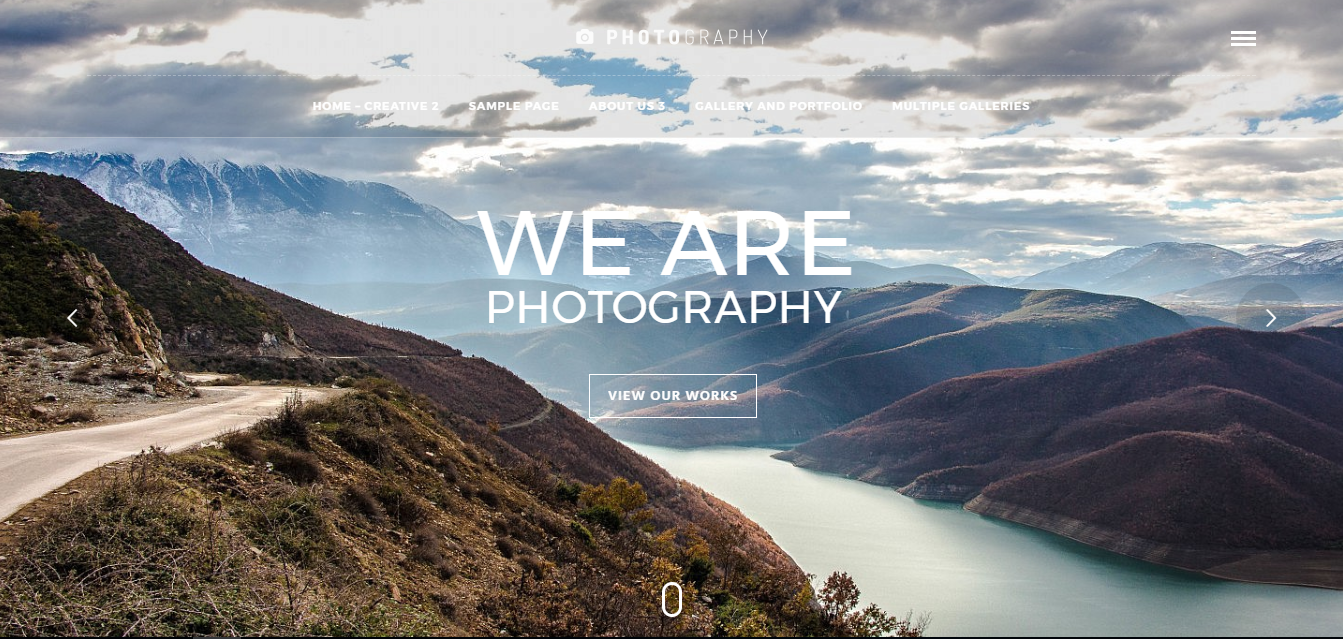 PHOTOGRAPHY
HOME – CREATIVE 2 SAMPLE PAGE ABOUT US 3 GALLERY AND PORTFOLIO MULTIPLE GALLERIES
WE ARE
PHOTOGRAPHY
VIEW OUR WORKS